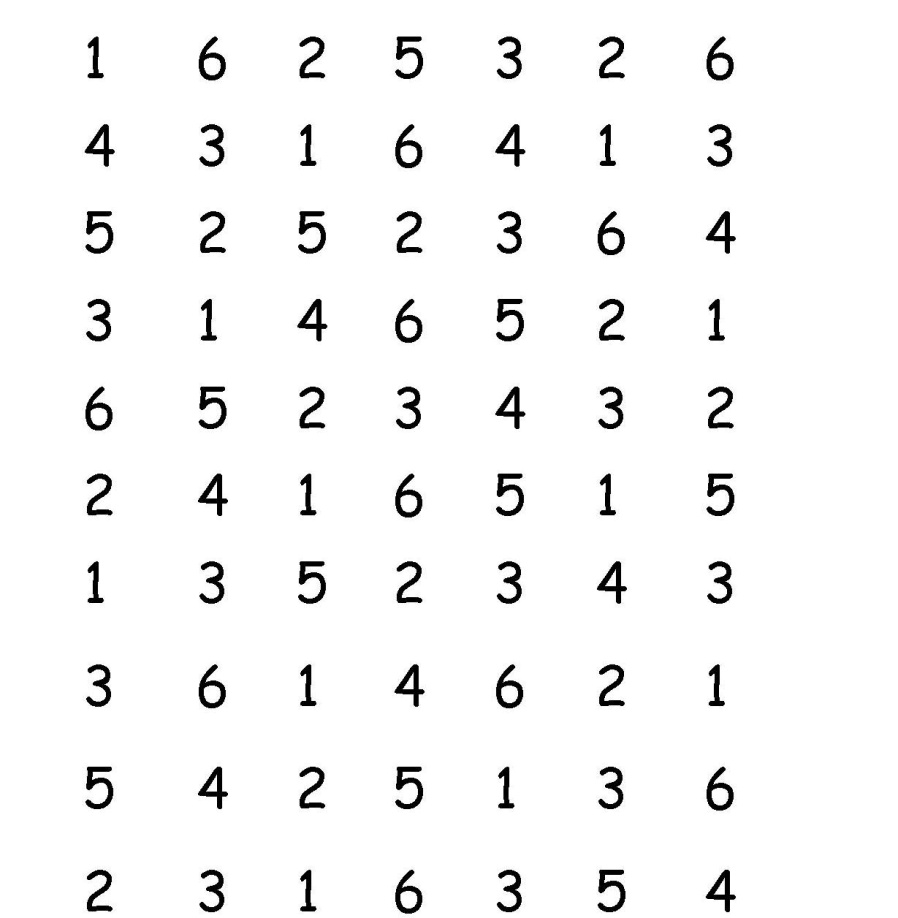 1 6 2 5 3 2 6
4 3 1 6 4 1 3
5 2 5 2 3 6 4
3 1 4 6 5 2 1
6 5 2 3 4 3 2
2 4 1 6 5 1 5
1 3 5 2 3 4 3
3 6 1 4 6 2 1
5 4 2 5 1 3 6
2 3 1 6 3 5 4